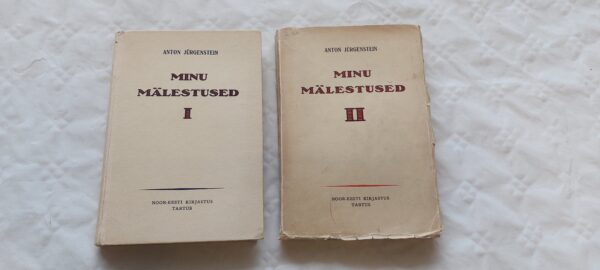 ANTON JÜRGENSTEIN
MINU
MÄLESTUSED
I
NOOR-EESTI KIRJASTUS
TARTUS
ANTON JÜRGENSTEIN
MINU
MÄLESTUSED
II
NOOR-EESTI KIRJASTUS
TARTUS